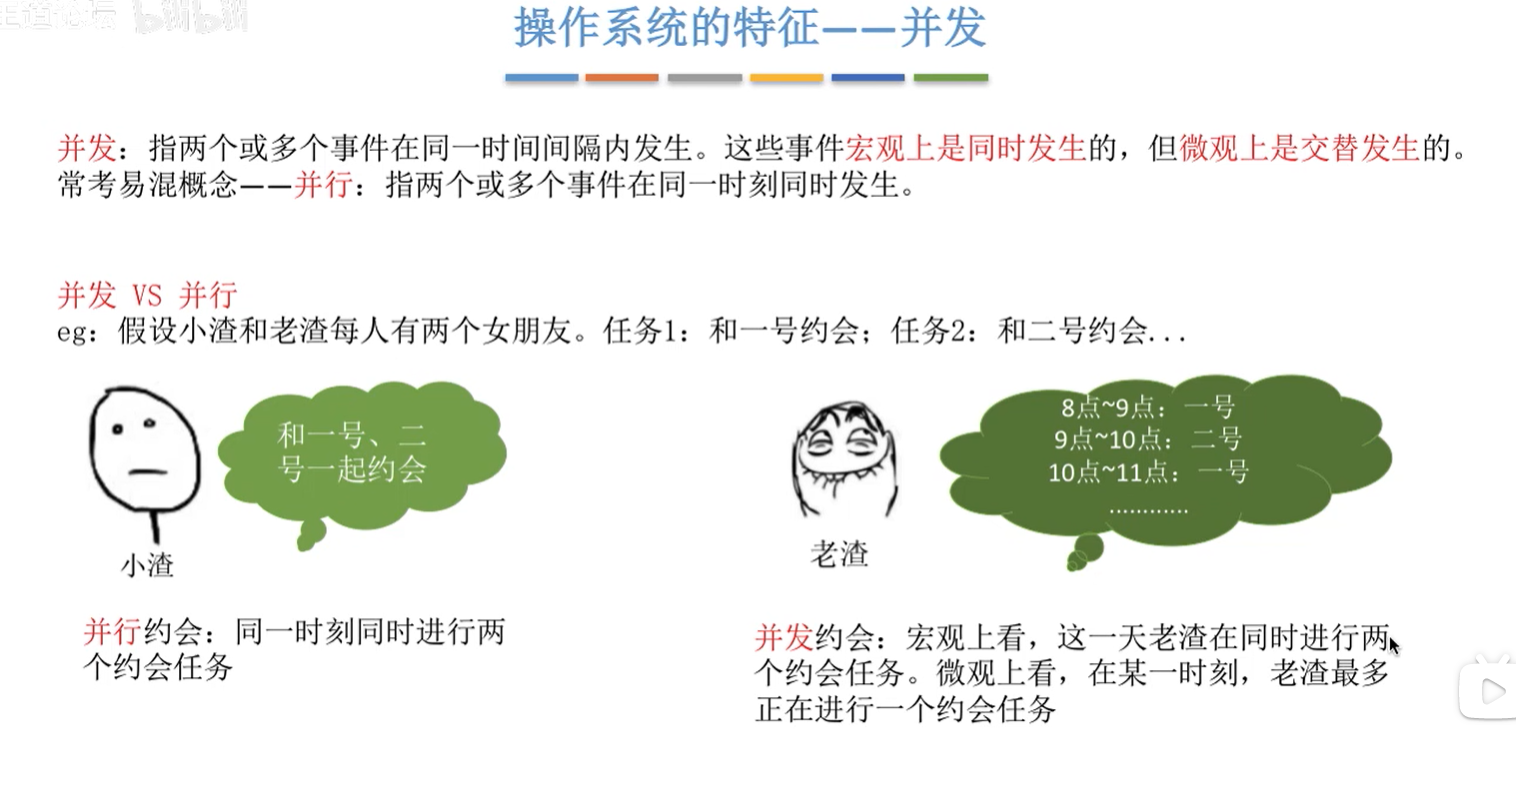 王道论坛 bilibili
操作系统的特征——并发
并发：指两个或多个事件在同一时间间隔内发生。这些事件宏观上是同时发生的，但微观上是交替发生的。
常考易混概念——并行：指两个或多个事件在同一时刻同时发生。
并发 VS 并行
eg：假设小渣和老渣每人有两个女朋友。任务1：和一号约会；任务2：和二号约会...
和一号、二
号一起约会
小渣
并行约会：同一时刻同时进行两
个约会任务
8点~9点：一号
9点~10点：二号
10点~11点：一号
…………
老渣
并发约会：宏观上看，这一天老渣在同时进行两
个约会任务。微观上看，在某一时刻，老渣最多
正在进行一个约会任务